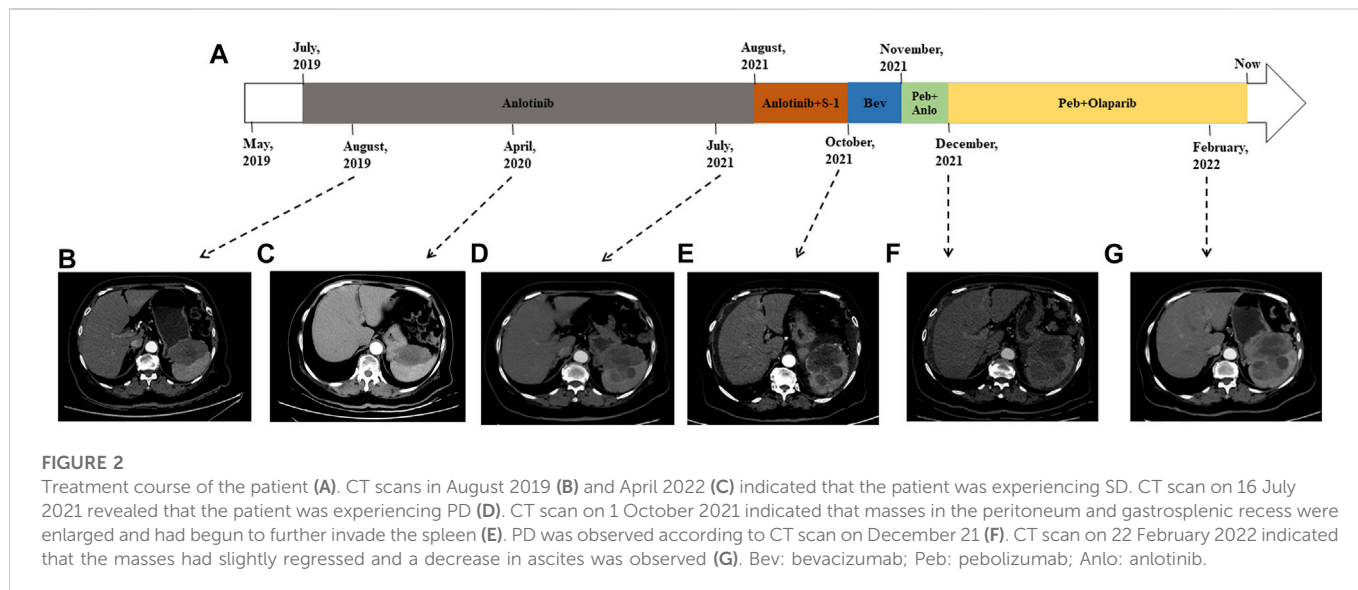 A
July,
2019
August,
2021
November,
2021
Now
Anlotinib
Anlotinib+S-1
Bev
Peb+
Anlo
Peb+Olaparib
May,
2019
August,
2019
April,
2020
July,
2021
October,
2021
December,
2021
February,
2022
B
C
D
E
F
G
FIGURE 2
Treatment course of the patient (A). CT scans in August 2019 (B) and April 2022 (C) indicated that the patient was experiencing SD. CT scan on 16 July
2021 revealed that the patient was experiencing PD (D). CT scan on 1 October 2021 indicated that masses in the peritoneum and gastrosplenic recess were
enlarged and had begun to further invade the spleen (E). PD was observed according to CT scan on December 21 (F). CT scan on 22 February 2022 indicated
that the masses had slightly regressed and a decrease in ascites was observed (G). Bev: bevacizumab; Peb: pebolizumab; Anlo: anlotinib.